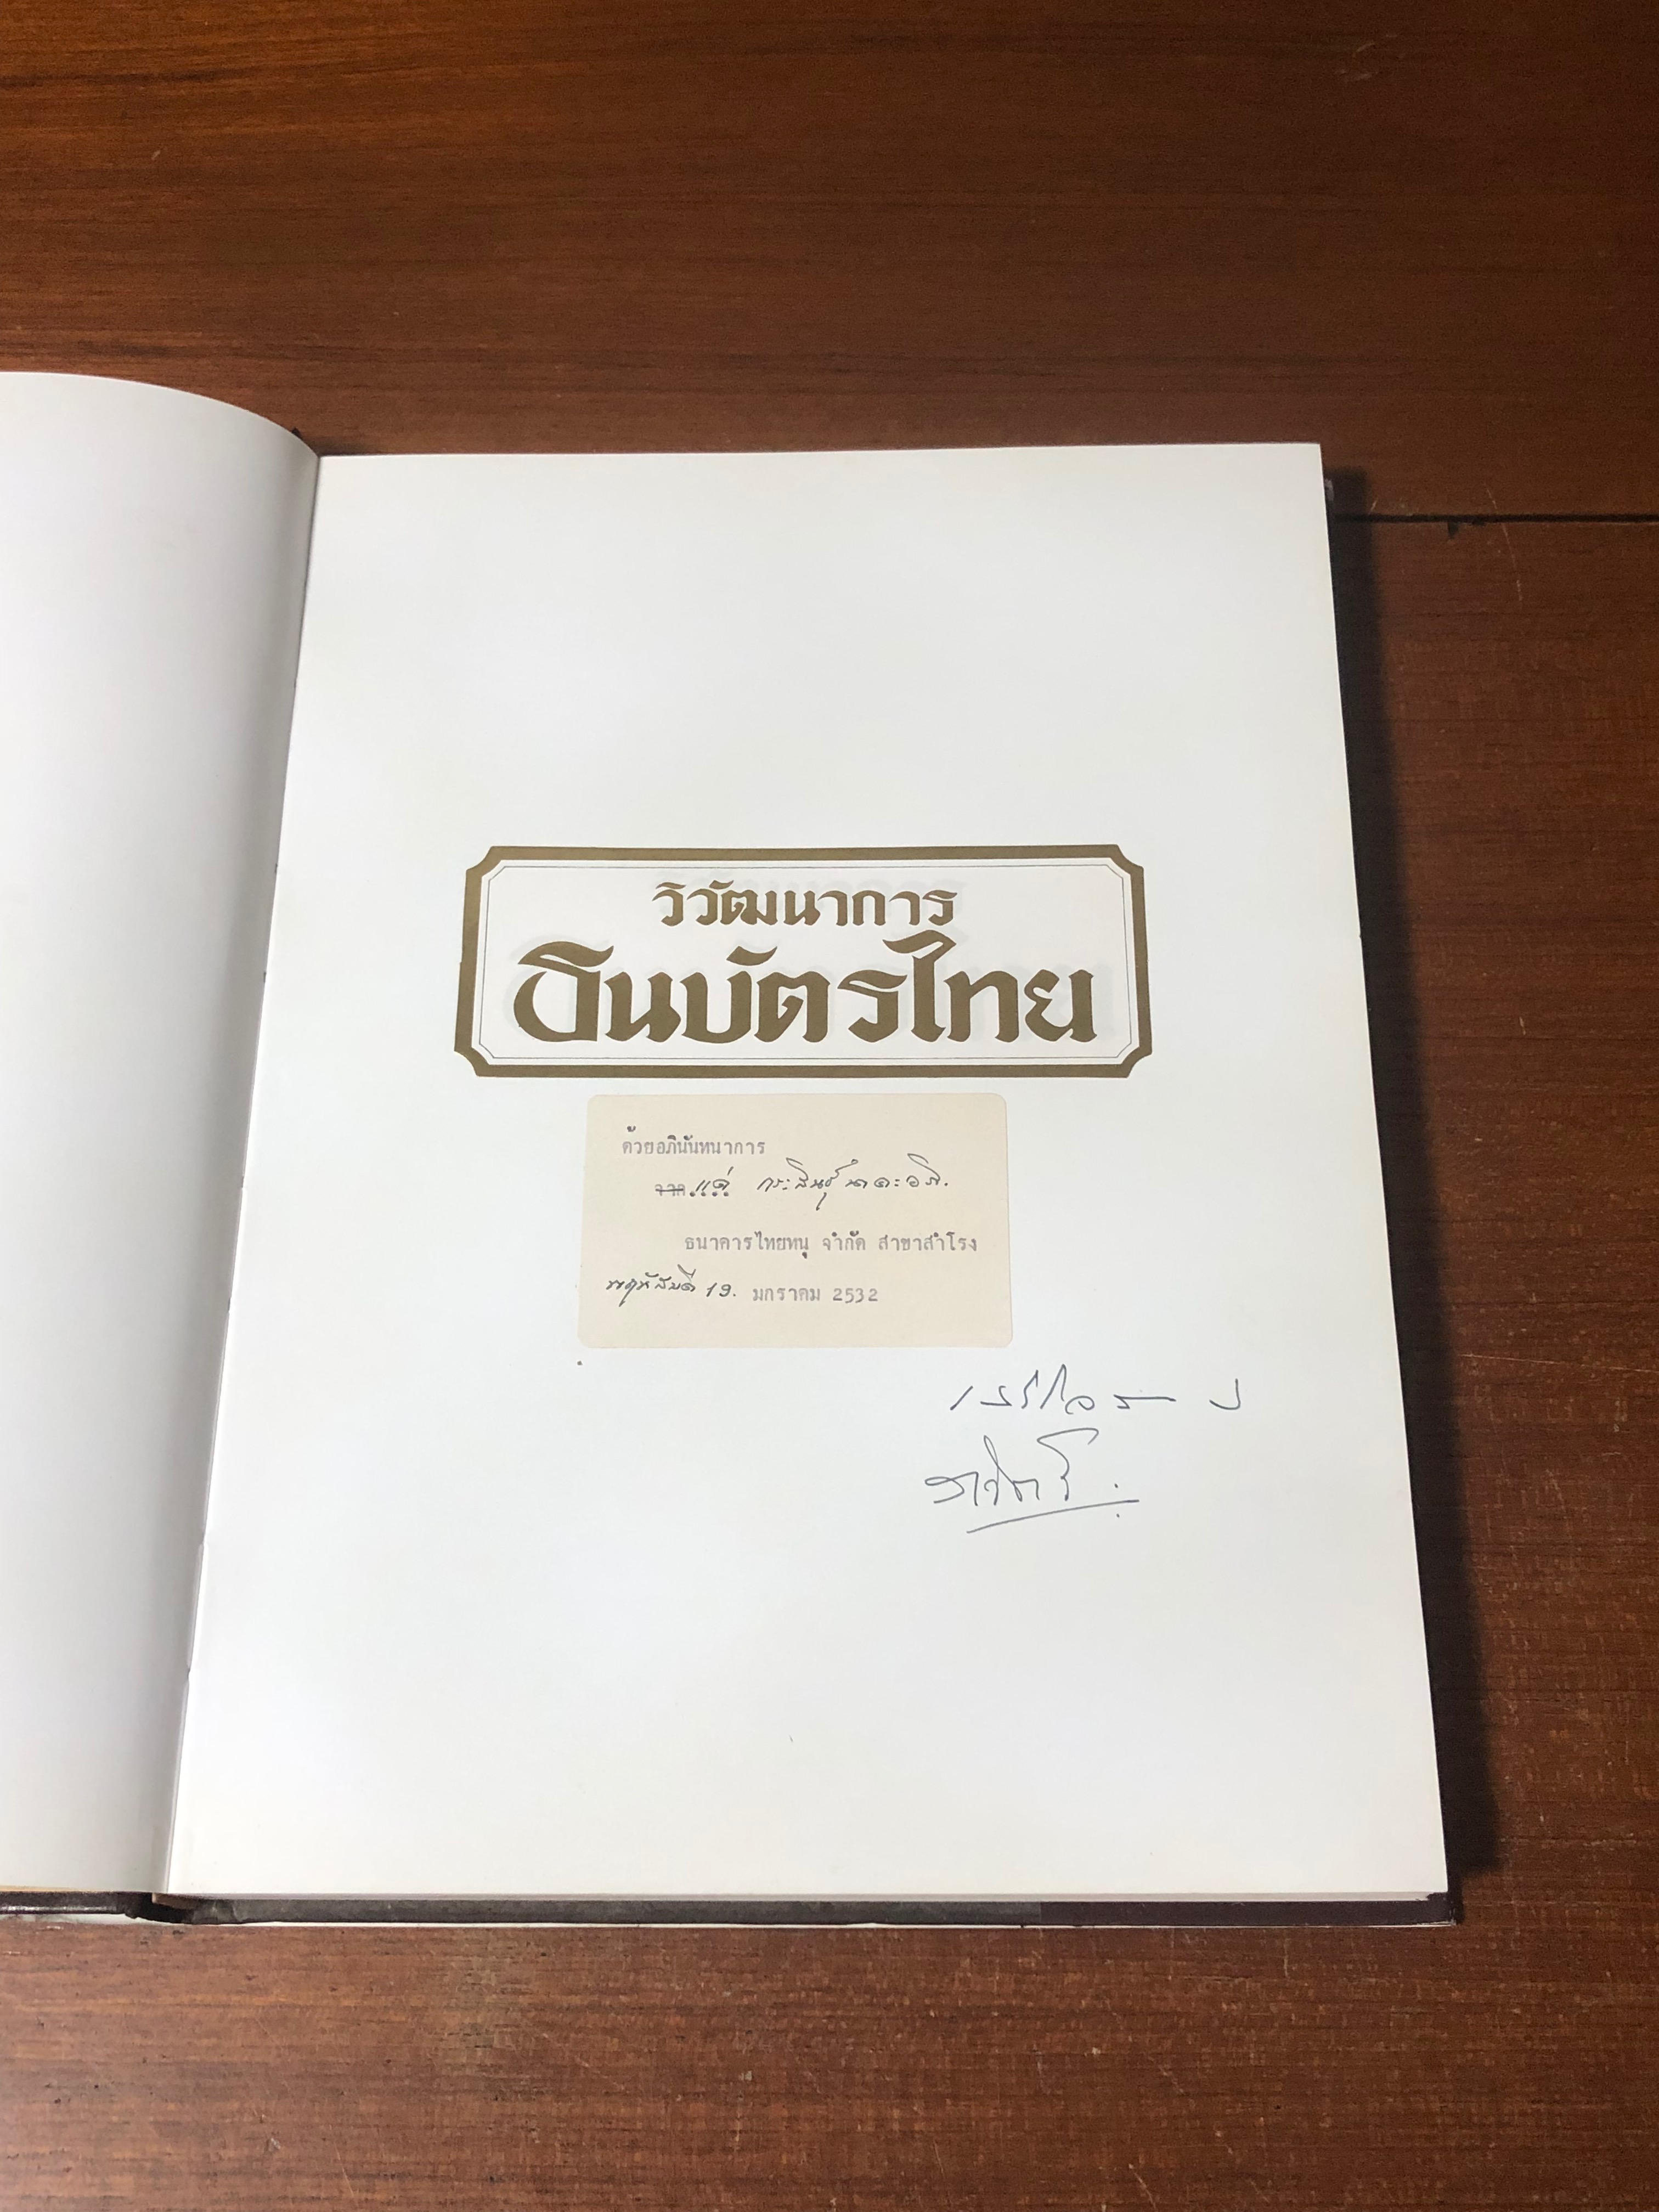 วิวัฒนาการ
ธนบัตรไทย
ด้วยอภินันทนาการ
จาก แด่
ธนาคารไทยทนุ จำกัด สาขาสำโรง
พฤหัสบดี 19. มกราคม 2532